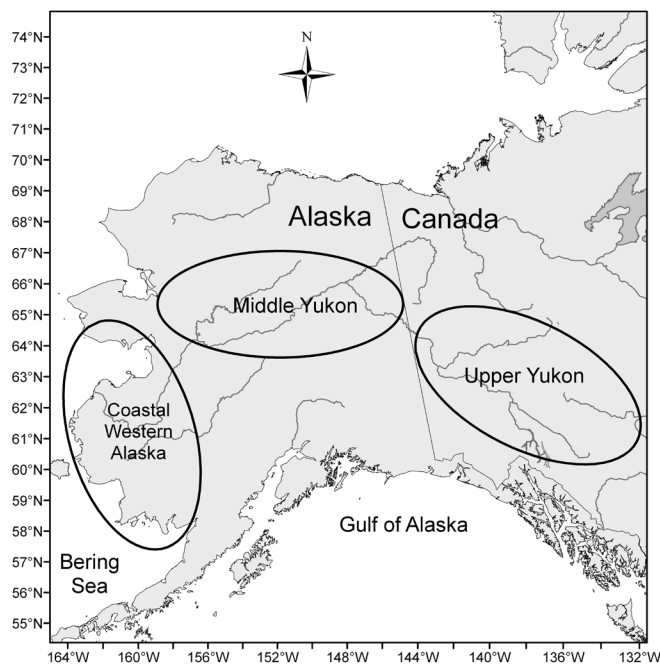 N
74°N
73°N
72°N
71°N
70°N
69°N
68°N
67°N
66°N
65°N
64°N
63°N
62°N
61°N
60°N
59°N
58°N
57°N
56°N
55°N
Alaska
Canada
Middle Yukon
Upper Yukon
Coastal
Western
Alaska
Gulf of Alaska
Bering
Sea
164°W 160°W 156°W 152°W 148°W 144°W 140°W 136°W 132°W